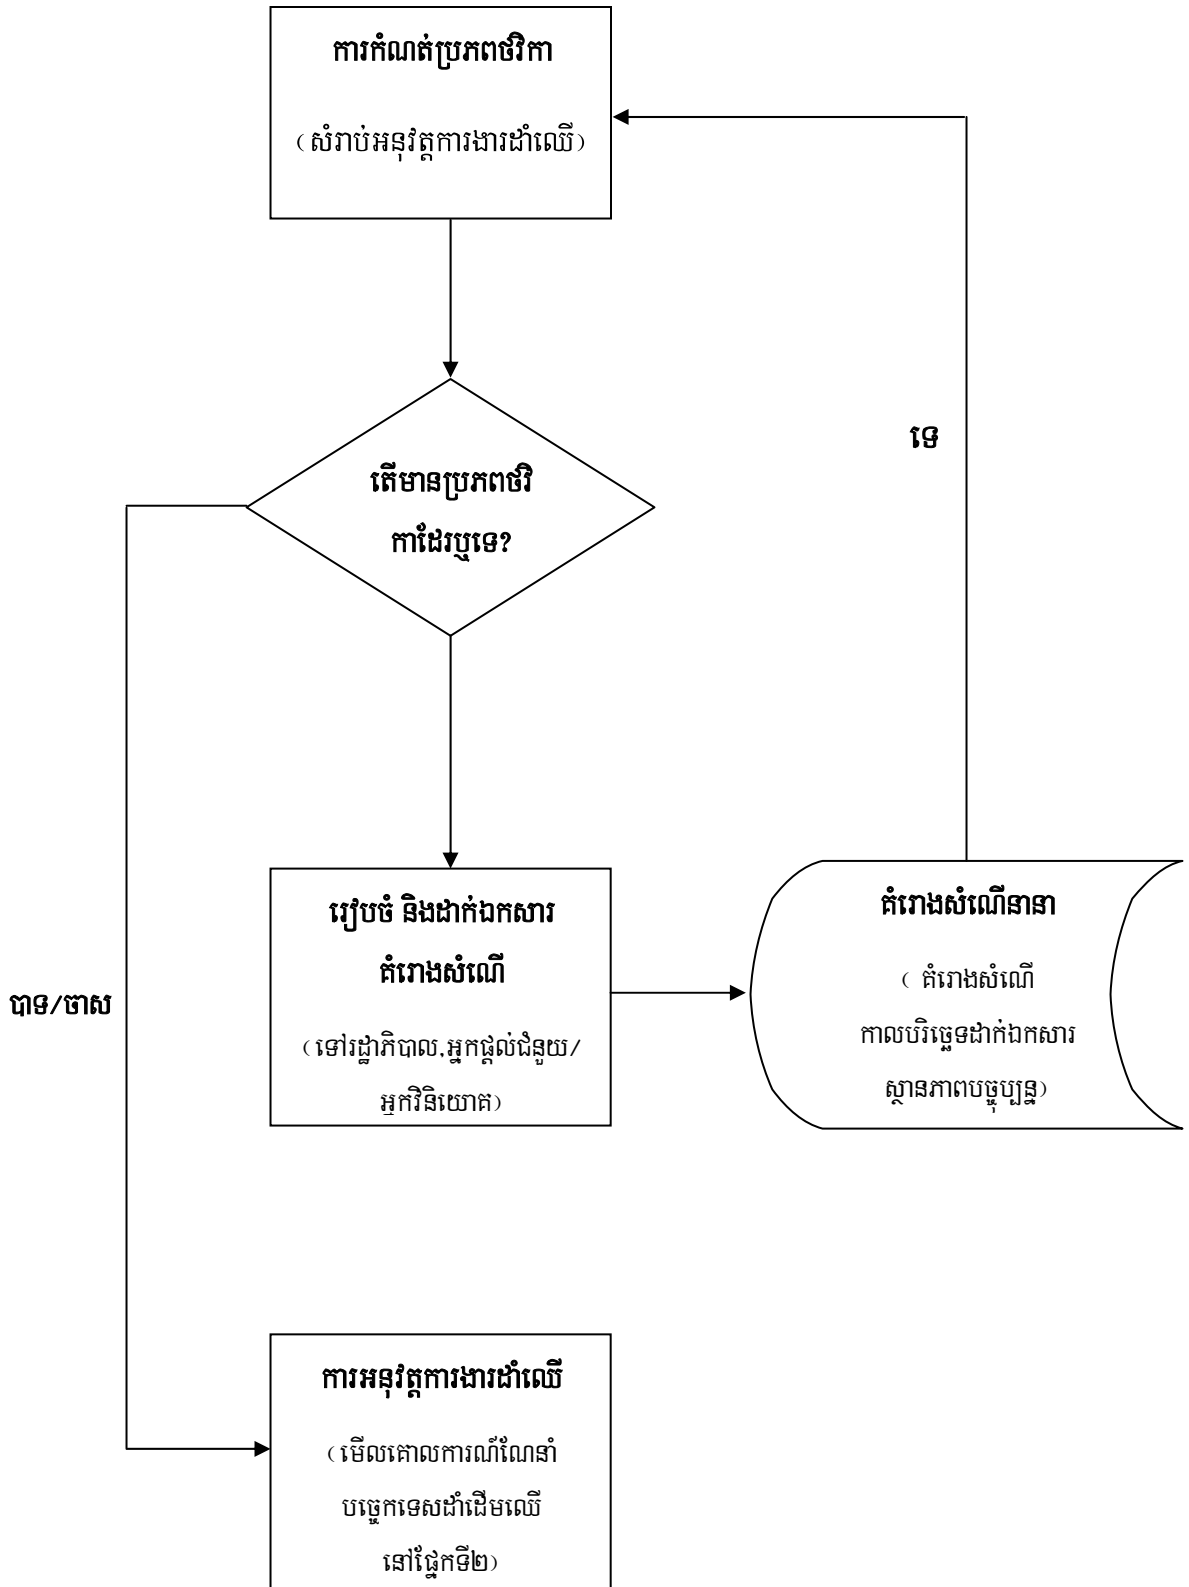 ការកំណត់ប្រភពថវិកា
(សំរាប់អនុវត្តការងារដាំឈើ)
ទេ
តើមានប្រភពថវិ
កាដែរឬទេ?
រៀបចំ និងដាក់ឯកសារ
គំរោងសំណើ
(ទៅរដ្ឋាភិបាល,អ្នកផ្តល់ជំនួយ/
អ្នកវិនិយោគ)
គំរោងសំណើនានា
( គំរោងសំណើ
កាលបរិច្ឆេទដាក់ឯកសារ
ស្ថានភាពបច្ចុប្បន្ន)
បាទ/ចាស
ការអនុវត្តការងារដាំឈើ
(មើលគោលការណ៍ណែនាំ
បច្ចេកទេសដាំដើមឈើ
នៅផ្នែកទី២)